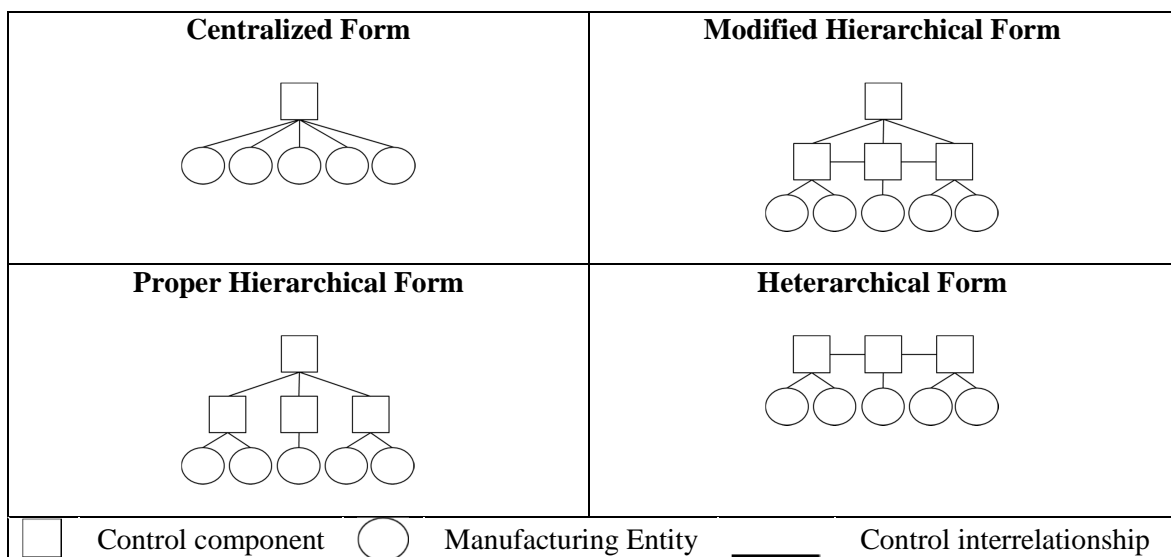 Centralized Form
Modified Hierarchical Form
Proper Hierarchical Form
Heterarchical Form
Control component Manufacturing Entity Control interrelationship